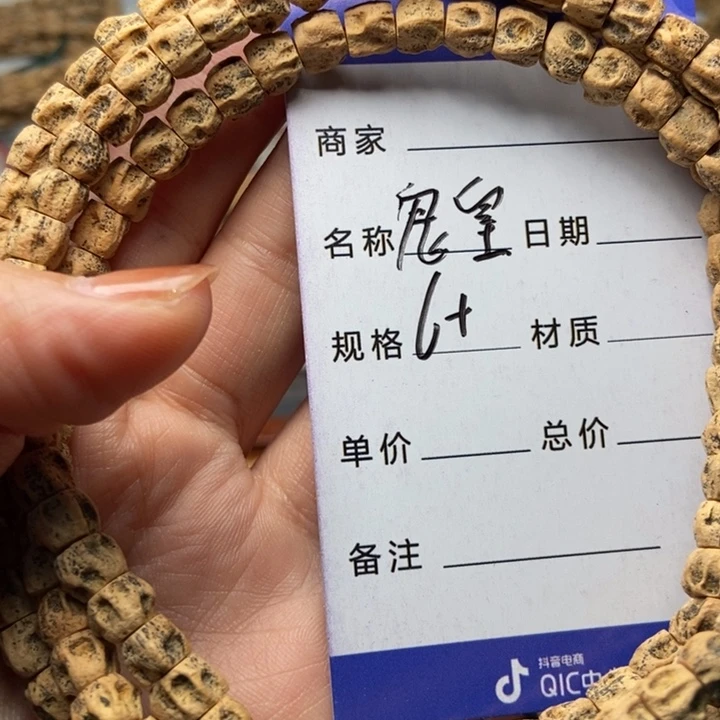 商家
名称 鬼皇 日期
规格 6+ 材质
单价 总价
备注
抖音电商
QIC中